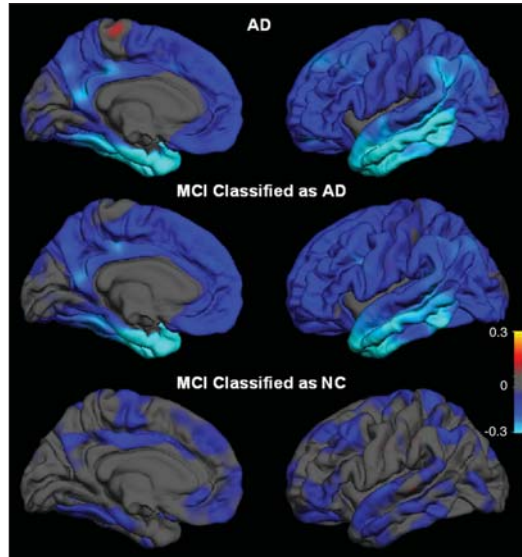 AD
MCI Classified as AD
0.3
0
MCI Classified as NC
-0.3